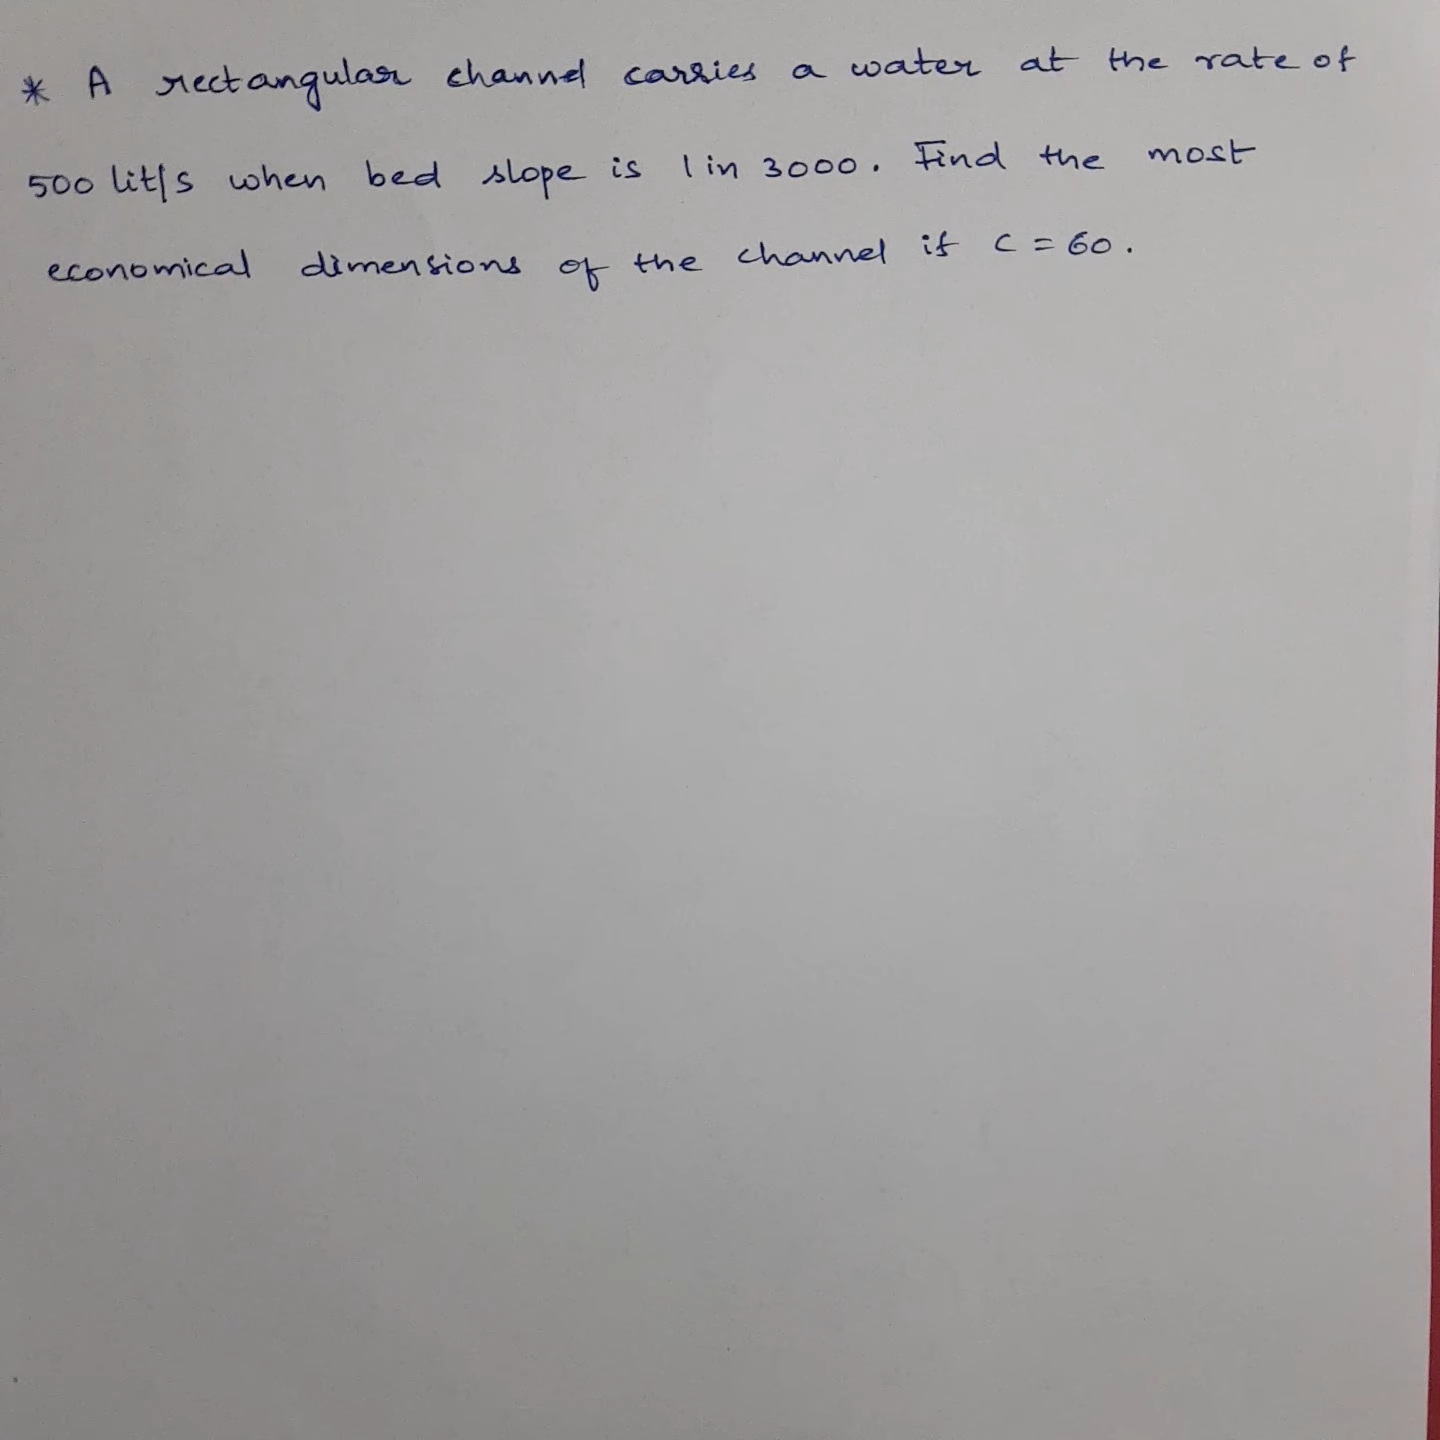 * A rectangular channel carries a water at the rate of
500 lit/s when bed slope is 1 in 3000. Find the most
economical dimensions of the channel if C = 60.